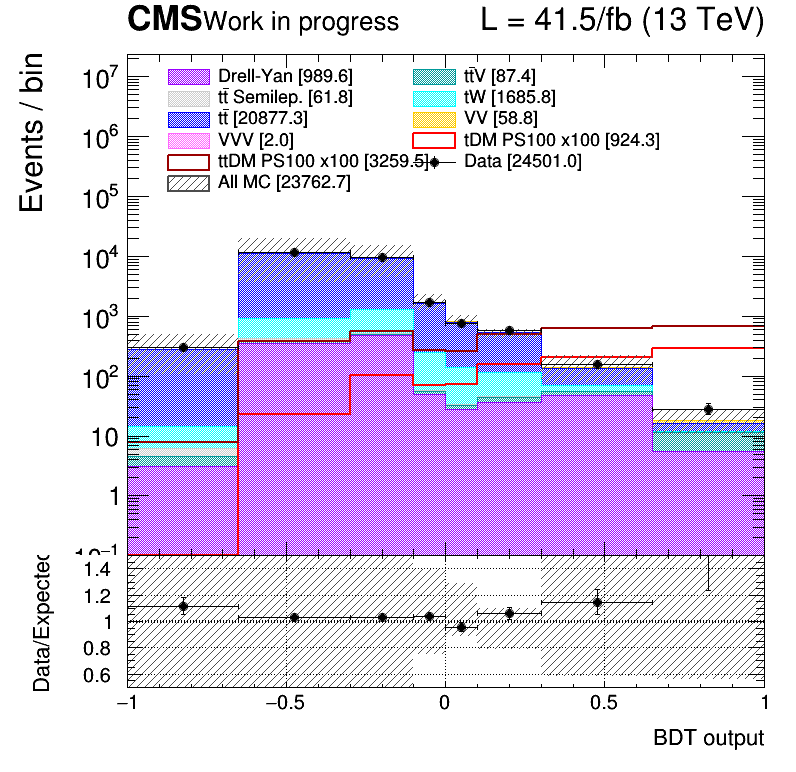 CMS Work in progress L = 41.5/fb (13 TeV)
Events / bin
10⁷
10⁶
10⁵
10⁴
10³
10²
10
1
10⁻¹
Drell-Yan [989.6] tt̄V [87.4]
tt̄ Semilep. [61.8] tW [1685.8]
tt̄ [20877.3] VV [58.8]
VVV [2.0] tDM PS100 x100 [924.3]
ttDM PS100 x100 [3259.5] Data [24501.0]
All MC [23762.7]
Data/Expected
1.4
1.2
1
0.8
0.6
−1 −0.5 0 0.5 1
BDT output